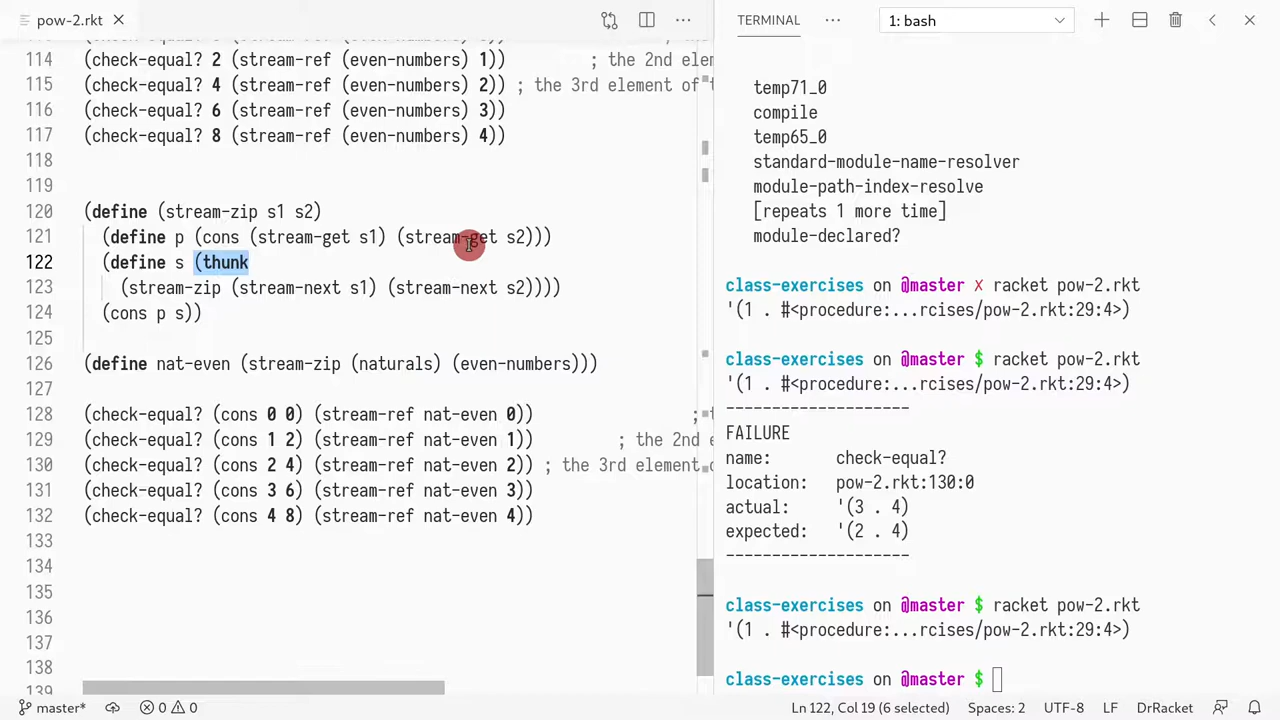 pow-2.rkt
114 (check-equal? 2 (stream-ref (even-numbers) 1)) ; the 2nd elem
115 (check-equal? 4 (stream-ref (even-numbers) 2)) ; the 3rd element of t
116 (check-equal? 6 (stream-ref (even-numbers) 3))
117 (check-equal? 8 (stream-ref (even-numbers) 4))
118
119
120 (define (stream-zip s1 s2)
121 (define p (cons (stream-get s1) (stream-get s2)))
122 (define s (thunk
123 (stream-zip (stream-next s1) (stream-next s2))))
124 (cons p s))
125
126 (define nat-even (stream-zip (naturals) (even-numbers)))
127
128 (check-equal? (cons 0 0) (stream-ref nat-even 0)) ;
129 (check-equal? (cons 1 2) (stream-ref nat-even 1)) ; the 2nd e
130 (check-equal? (cons 2 4) (stream-ref nat-even 2)) ; the 3rd element
131 (check-equal? (cons 3 6) (stream-ref nat-even 3))
132 (check-equal? (cons 4 8) (stream-ref nat-even 4))
133
134
135
136
137
138
139
TERMINAL
1: bash
temp71_0
compile
temp65_0
standard-module-name-resolver
module-path-index-resolve
[repeats 1 more time]
module-declared?
class-exercises on @master ✗ racket pow-2.rkt
'(1 . #<procedure:...rcises/pow-2.rkt:29:4>)
class-exercises on @master $ racket pow-2.rkt
'(1 . #<procedure:...rcises/pow-2.rkt:29:4>)
--------------------
FAILURE
name: check-equal?
location: pow-2.rkt:130:0
actual: '(3 . 4)
expected: '(2 . 4)
--------------------
class-exercises on @master $ racket pow-2.rkt
'(1 . #<procedure:...rcises/pow-2.rkt:29:4>)
class-exercises on @master $
master* 0 0 Ln 122, Col 19 (6 selected) Spaces: 2 UTF-8 LF DrRacket